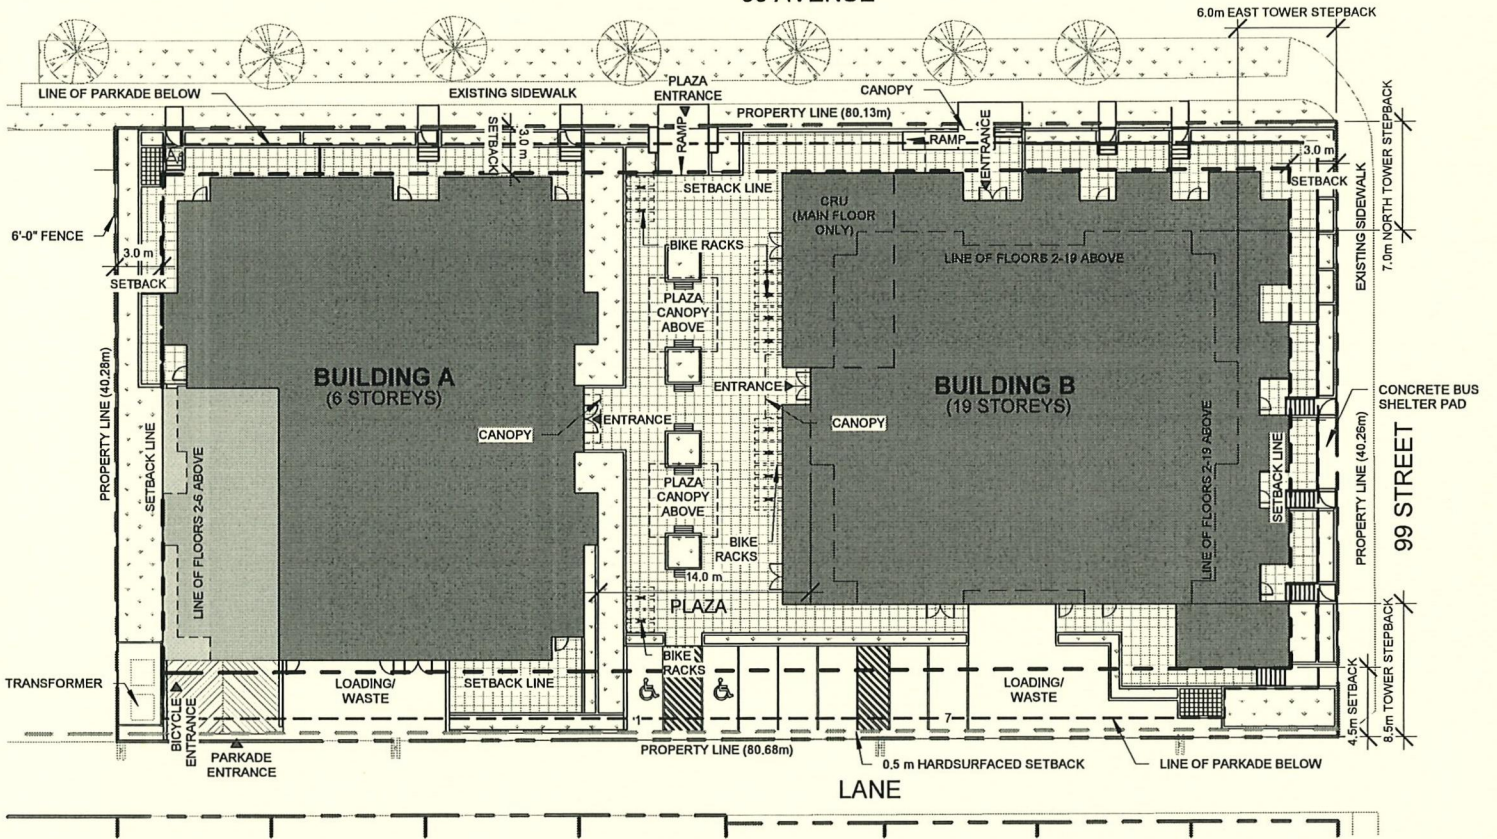 6.0m EAST TOWER STEPBACK
LINE OF PARKADE BELOW
EXISTING SIDEWALK
PLAZA
ENTRANCE
CANOPY
PROPERTY LINE (80.13m)
RAMP
RAMP
ENTRANCE
SETBACK
3.0 m
3.0 m
SETBACK
SETBACK LINE
7.0m NORTH TOWER STEPBACK
EXISTING SIDEWALK
6'-0" FENCE
3.0 m
SETBACK
CRU
(MAIN FLOOR
ONLY)
BIKE RACKS
LINE OF FLOORS 2-19 ABOVE
PLAZA
CANOPY
ABOVE
BUILDING A
(6 STOREYS)
BUILDING B
(19 STOREYS)
ENTRANCE
CANOPY
ENTRANCE
CANOPY
CONCRETE BUS
SHELTER PAD
PROPERTY LINE (40.28m)
SETBACK LINE
LINE OF FLOORS 2-6 ABOVE
PLAZA
CANOPY
ABOVE
BIKE
RACKS
LINE OF FLOORS 2-19 ABOVE
SETBACK LINE
PROPERTY LINE (40.26m)
99 STREET
14.0 m
PLAZA
BIKE
RACKS
TRANSFORMER
BICYCLE
ENTRANCE
PARKADE
ENTRANCE
LOADING/
WASTE
SETBACK LINE
1
7
LOADING/
WASTE
4.5m SETBACK
8.5m TOWER STEPBACK
PROPERTY LINE (80.68m)
0.5 m HARDSURFACED SETBACK
LINE OF PARKADE BELOW
LANE